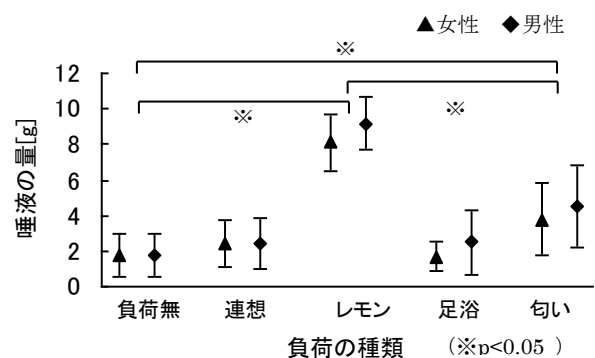 ▲女性 ◆男性
※
※ ※
唾液の量[g]
12
10
8
6
4
2
0
負荷無 連想 レモン 足浴 匂い
負荷の種類 (※p<0.05 )